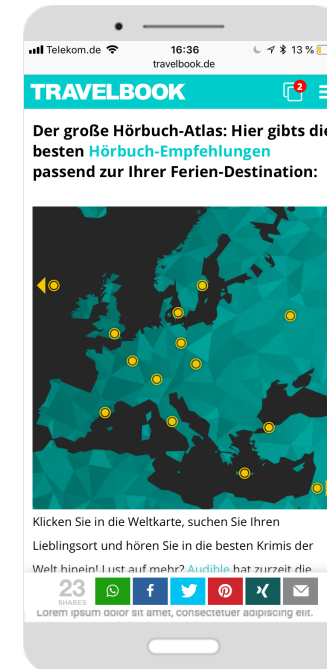 Telekom.de 16:36 13 %
travelbook.de
TRAVELBOOK 2
Der große Hörbuch-Atlas: Hier gibts die
besten Hörbuch-Empfehlungen
passend zur Ihrer Ferien-Destination:
Klicken Sie in die Weltkarte, suchen Sie Ihren
Lieblingsort und hören Sie in die besten Krimis der
Welt hinein! Lust auf mehr? Audible hat zurzeit die
23
SHARES
Lorem ipsum dolor sit amet, consectetuer adipiscing elit.